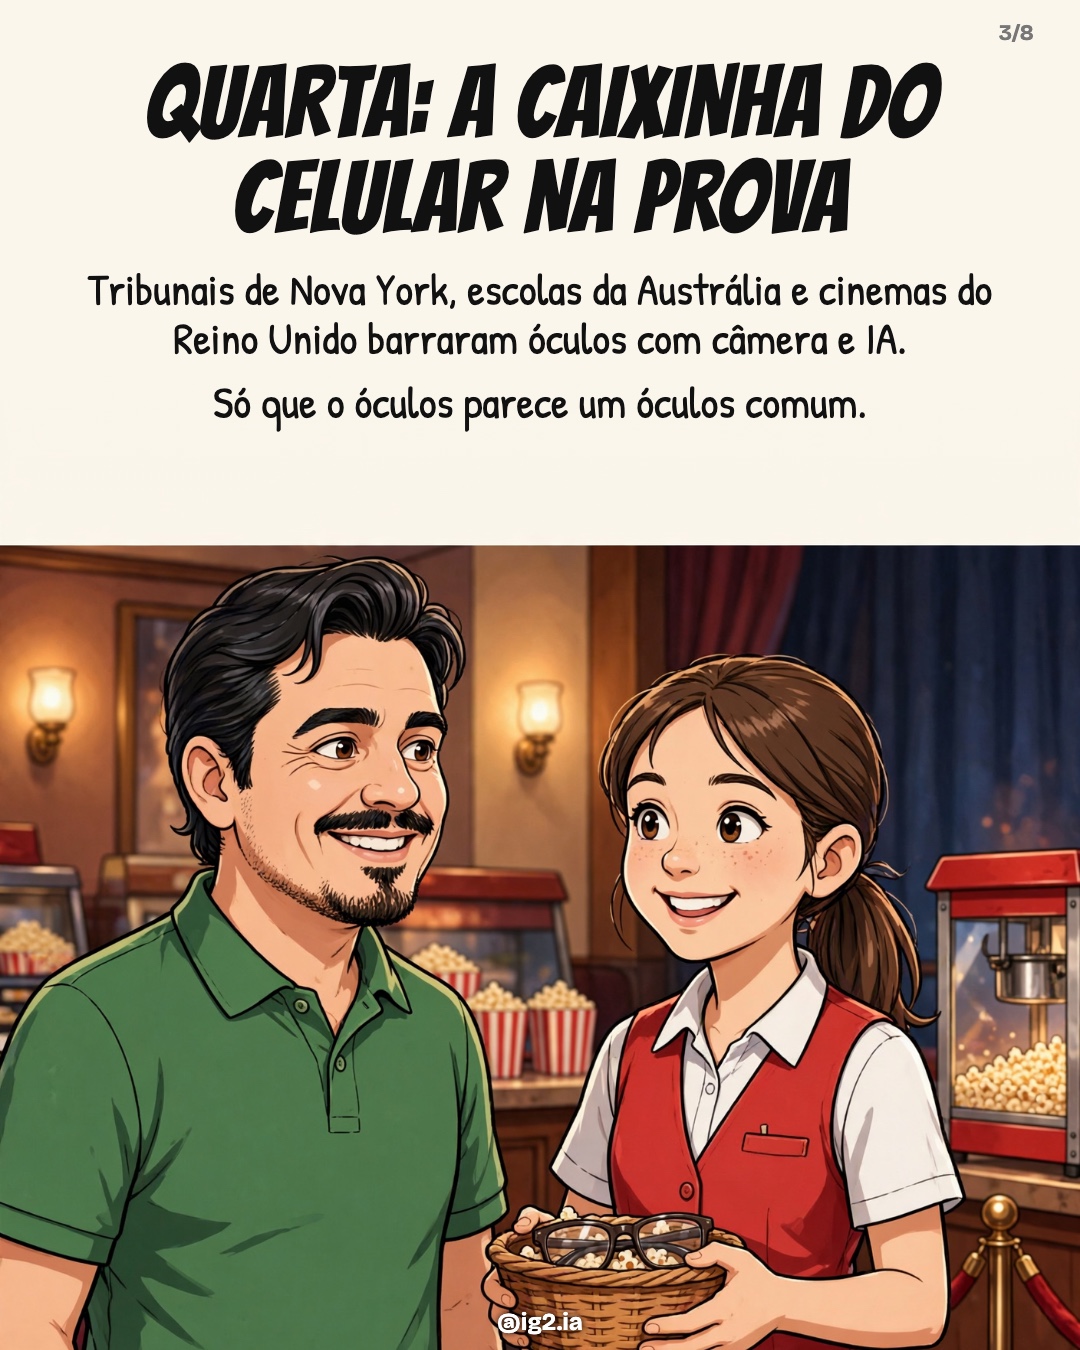 3/8
QUARTA: A CAIXINHA DO
CELULAR NA PROVA
Tribunais de Nova York, escolas da Austrália e cinemas do
Reino Unido barraram óculos com câmera e IA.
Só que o óculos parece um óculos comum.
@ig2.ia